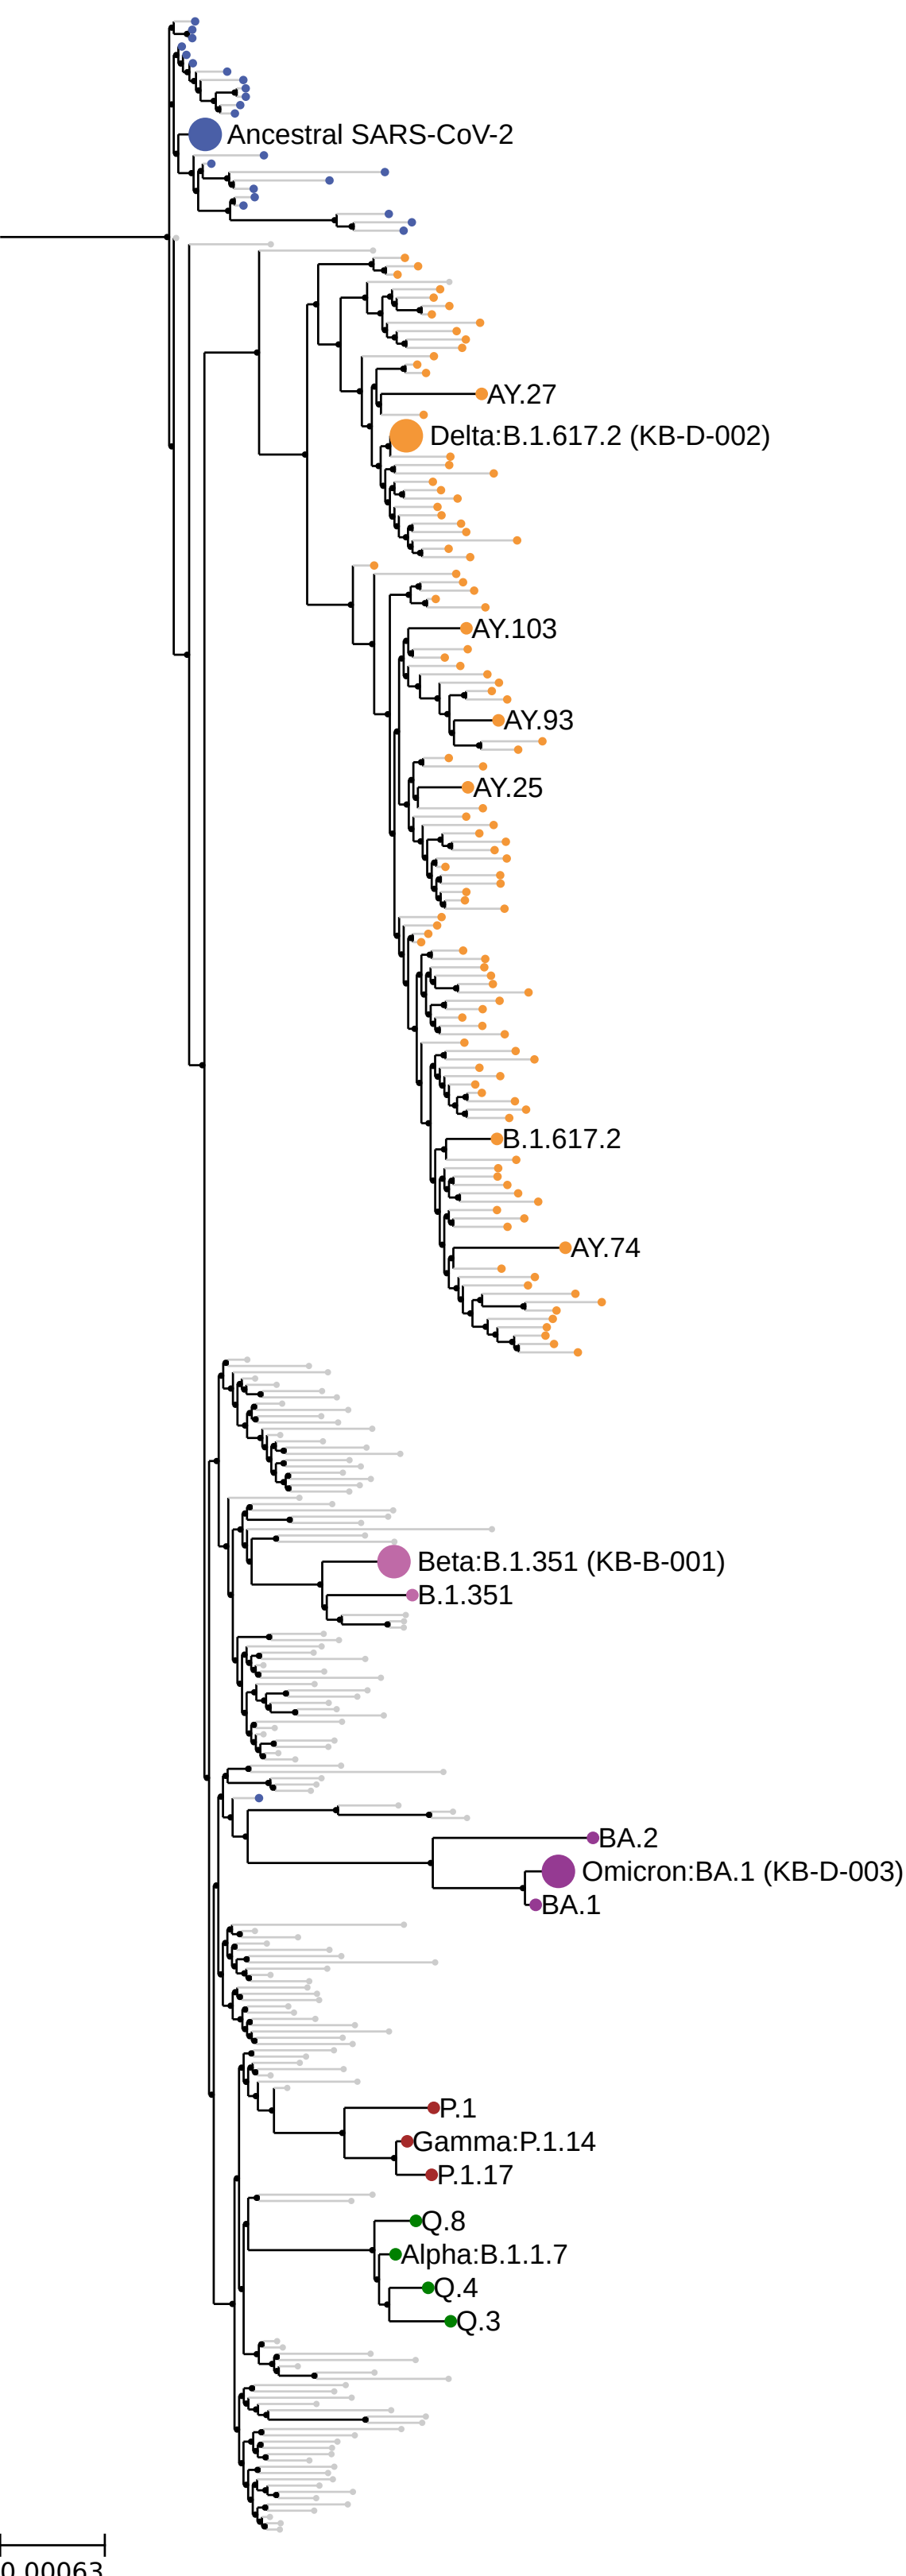 Ancestral SARS-CoV-2
AY.27
Delta:B.1.617.2 (KB-D-002)
AY.103
AY.93
AY.25
B.1.617.2
AY.74
Beta:B.1.351 (KB-B-001)
B.1.351
BA.2
Omicron:BA.1 (KB-D-003)
BA.1
P.1
Gamma:P.1.14
P.1.17
Q.8
Alpha:B.1.1.7
Q.4
Q.3
0.00063